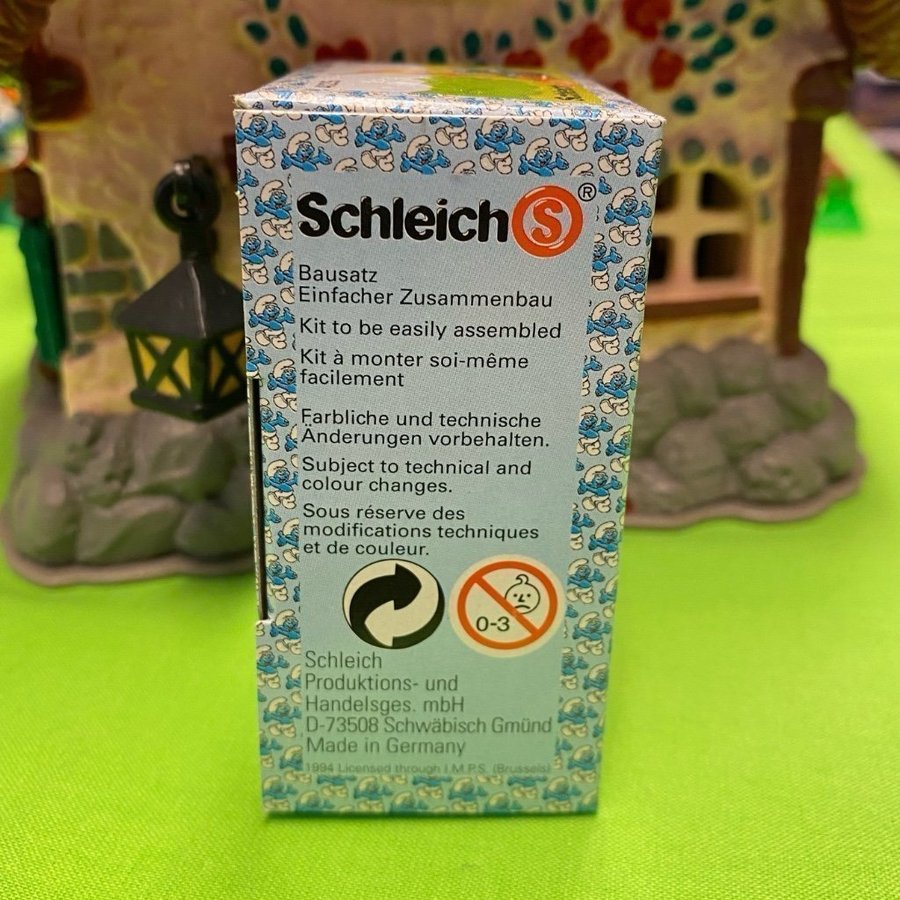 Schleich S ®
Bausatz
Einfacher Zusammenbau
Kit to be easily assembled
Kit à monter soi-même
facilement
Farbliche und technische
Änderungen vorbehalten.
Subject to technical and
colour changes.
Sous réserve des
modifications techniques
et de couleur.
0-3
Schleich
Produktions- und
Handelsges. mbH
D-73508 Schwäbisch Gmünd
Made in Germany
1994 Licensed through I.M.P.S. (Brussels)